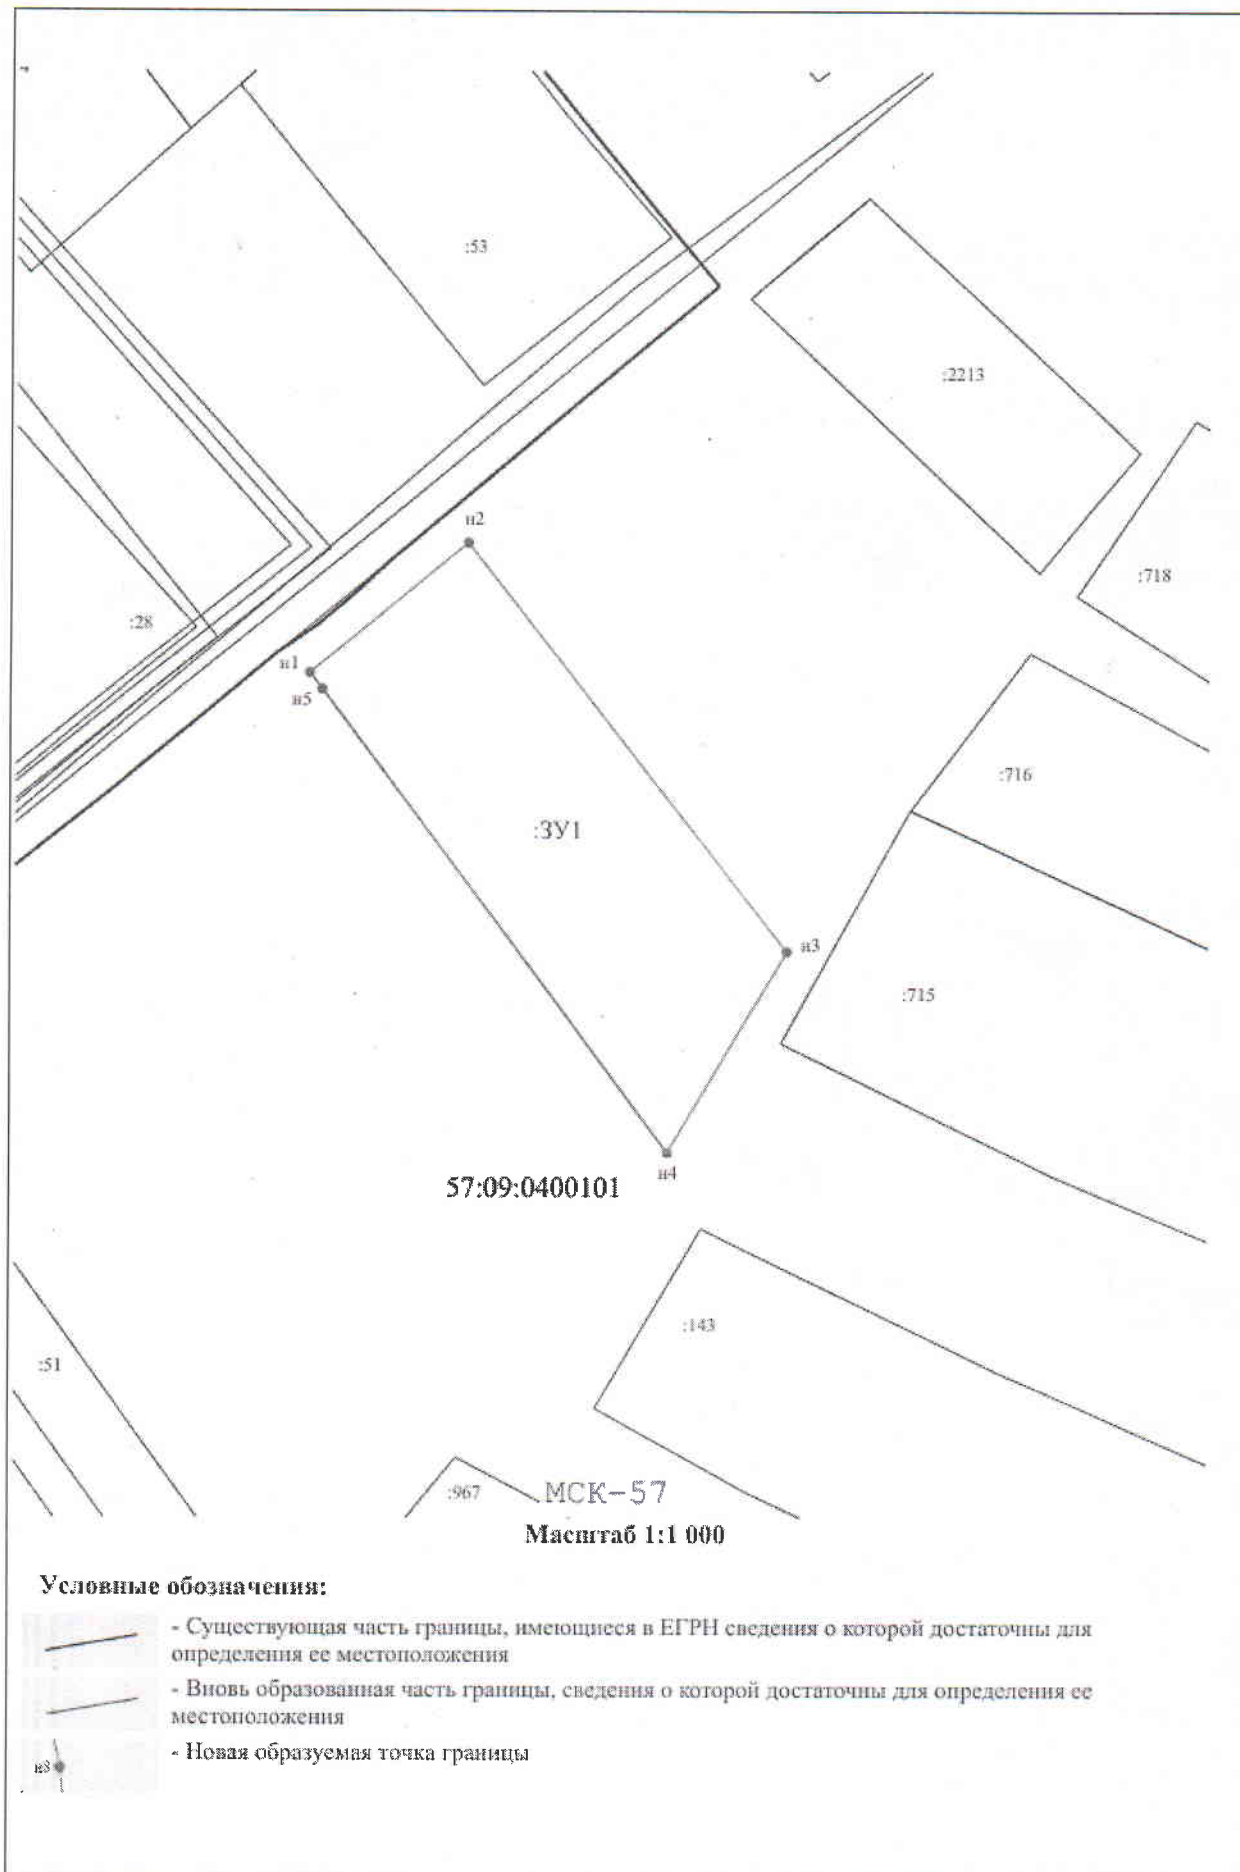 :53
:2213
н2
:718
:28
н1
н5
:716
:ЗУ1
н3
:715
н4
57:09:0400101
:143
:51
:967
МСК-57
Масштаб 1:1 000
Условные обозначения:
- Существующая часть границы, имеющиеся в ЕГРН сведения о которой достаточны для
определения ее местоположения
- Вновь образованная часть границы, сведения о которой достаточны для определения ее
местоположения
- Новая образуемая точка границы
н8